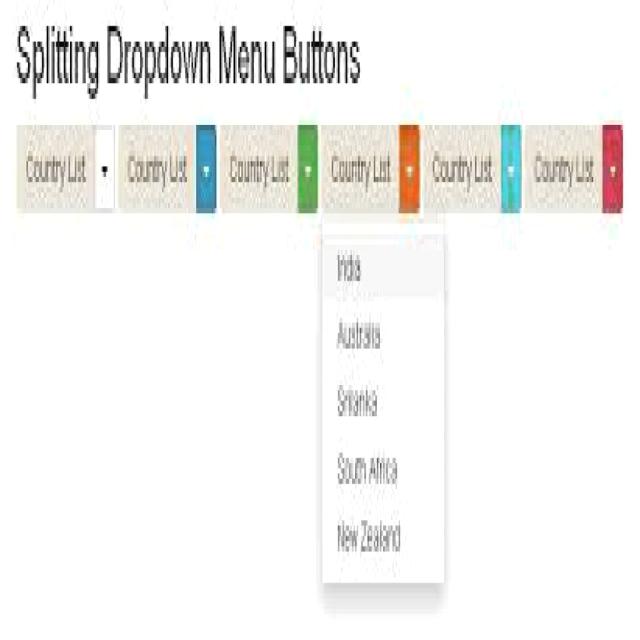 Splitting Dropdown Menu Buttons
Country List Country List Country List Country List Country List Country List
India
Australia
Srilanka
South Africa
New Zealand